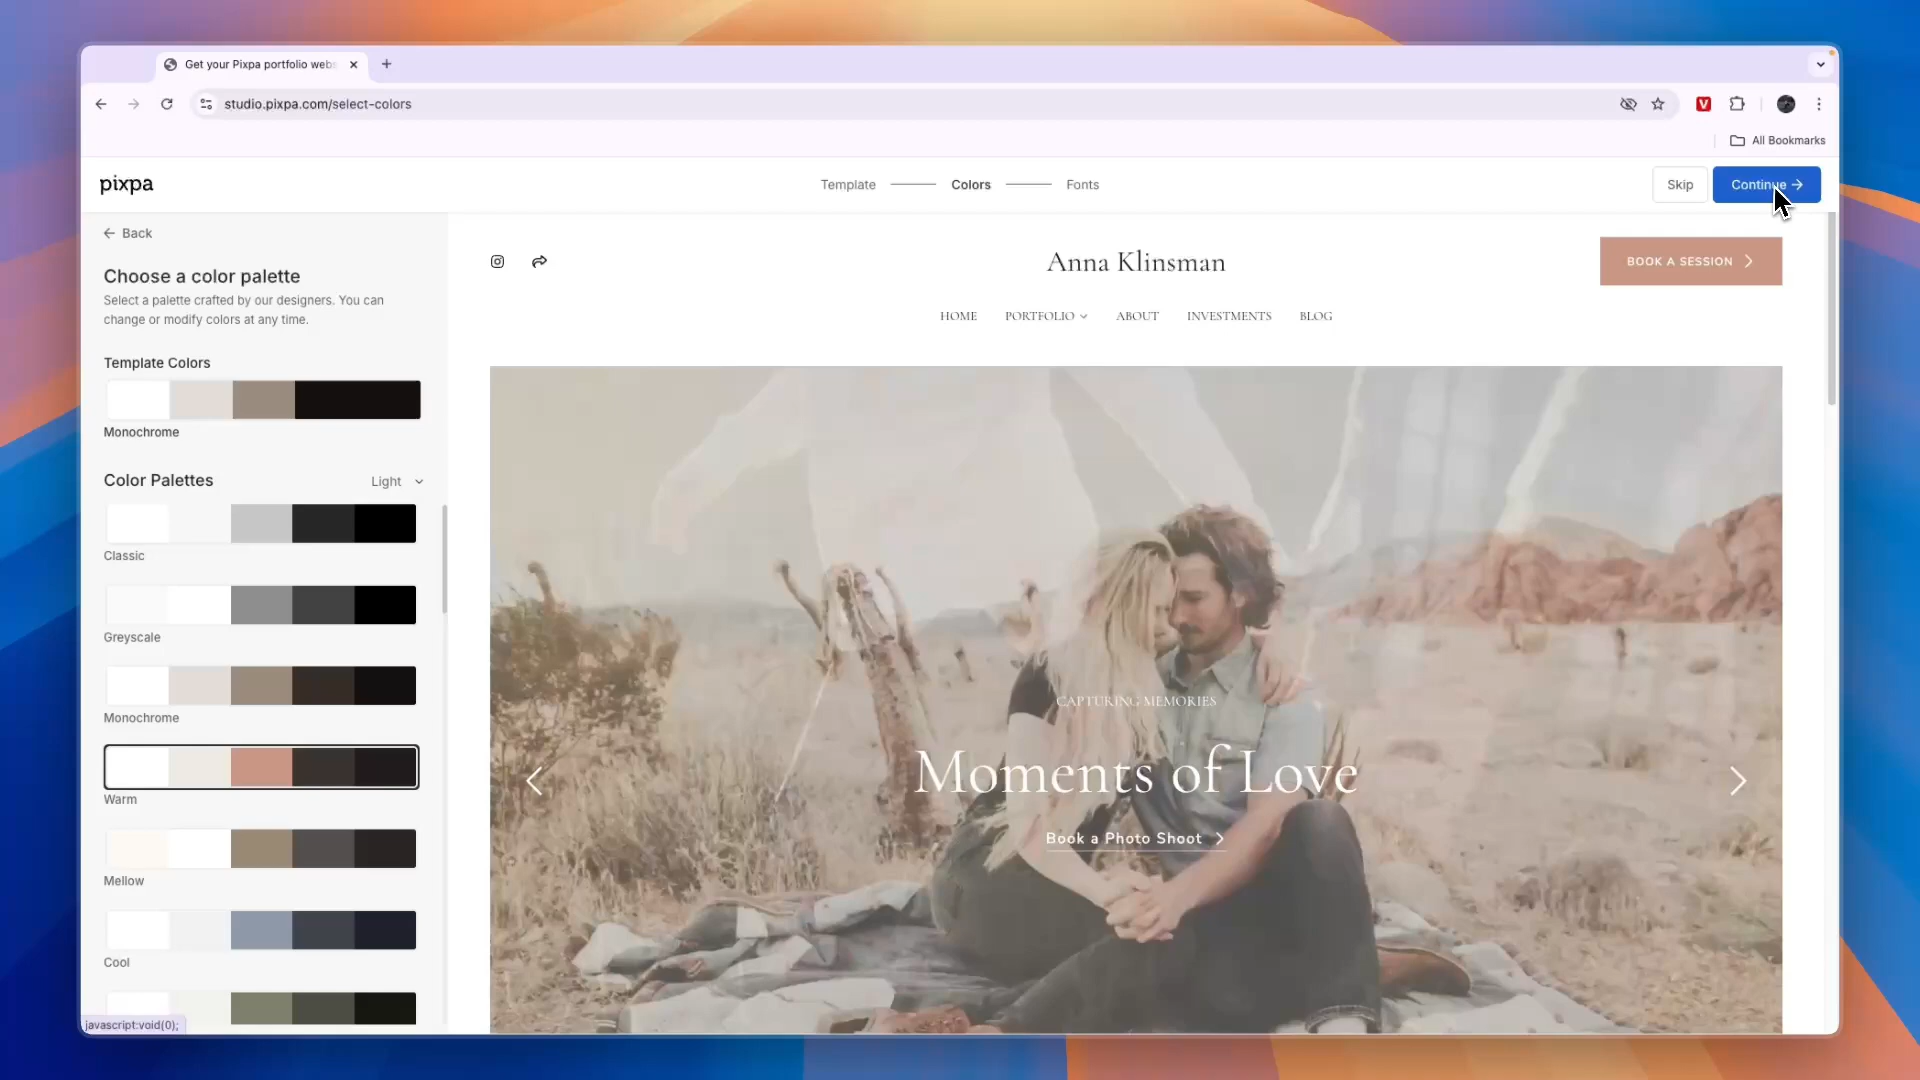 Get your Pixpa portfolio webs
studio.pixpa.com/select-colors
All Bookmarks
pixpa
Template
Colors
Fonts
Skip
Continue
Back
Choose a color palette
Select a palette crafted by our designers. You can
change or modify colors at any time.
Template Colors
Monochrome
Color Palettes
Light
Classic
Greyscale
Monochrome
Warm
Mellow
Cool
javascript:void(0);
Anna Klinsman
BOOK A SESSION
HOME PORTFOLIO ABOUT INVESTMENTS BLOG
CAPTURING MEMORIES
Moments of Love
Book a Photo Shoot